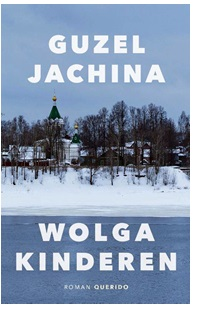 GUZEL
JACHINA
WOLGA
KINDEREN
ROMAN QUERIDO